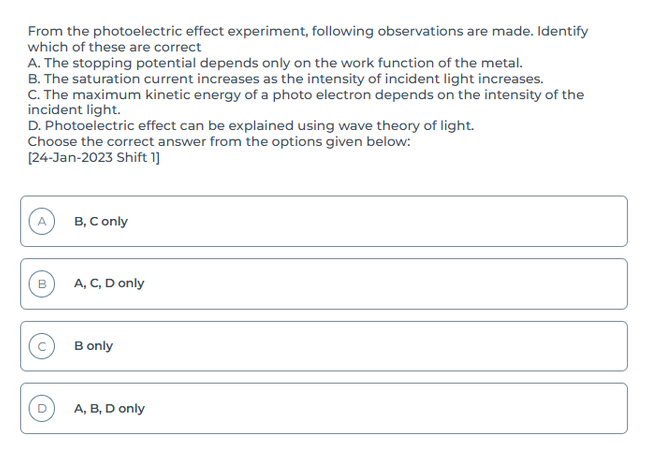 From the photoelectric effect experiment, following observations are made. Identify
which of these are correct
A. The stopping potential depends only on the work function of the metal.
B. The saturation current increases as the intensity of incident light increases.
C. The maximum kinetic energy of a photo electron depends on the intensity of the
incident light.
D. Photoelectric effect can be explained using wave theory of light.
Choose the correct answer from the options given below:
[24-Jan-2023 Shift 1]
A B, C only
B A, C, D only
C B only
D A, B, D only